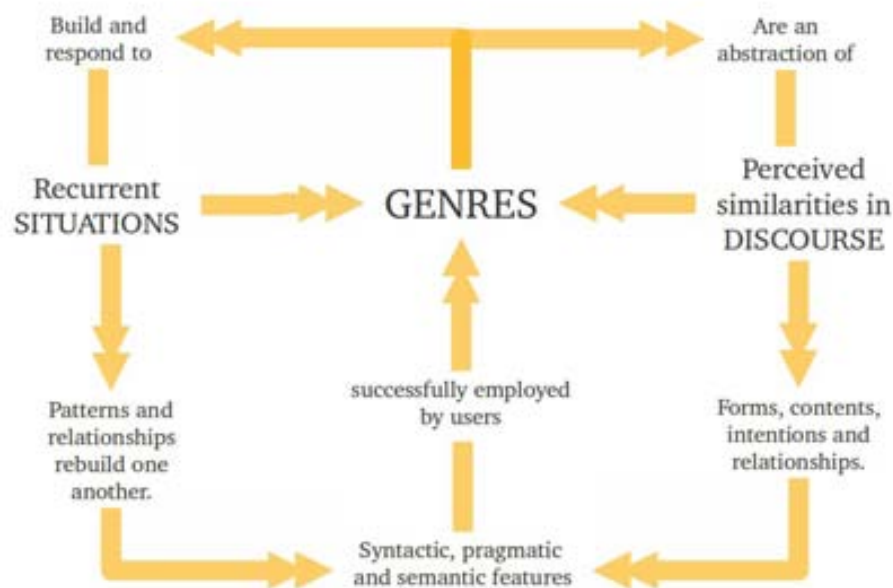 Build and
respond to
Are an
abstraction of
Recurrent
SITUATIONS
GENRES
Perceived
similarities in
DISCOURSE
Patterns and
relationships
rebuild one
another.
successfully employed
by users
Forms, contents,
intentions and
relationships.
Syntactic, pragmatic
and semantic features